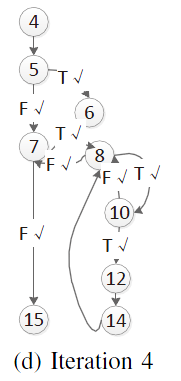 4
5
T √
F √
6
T √
7
8
F √
F √
T √
10
F √
T √
12
15
14
(d) Iteration 4